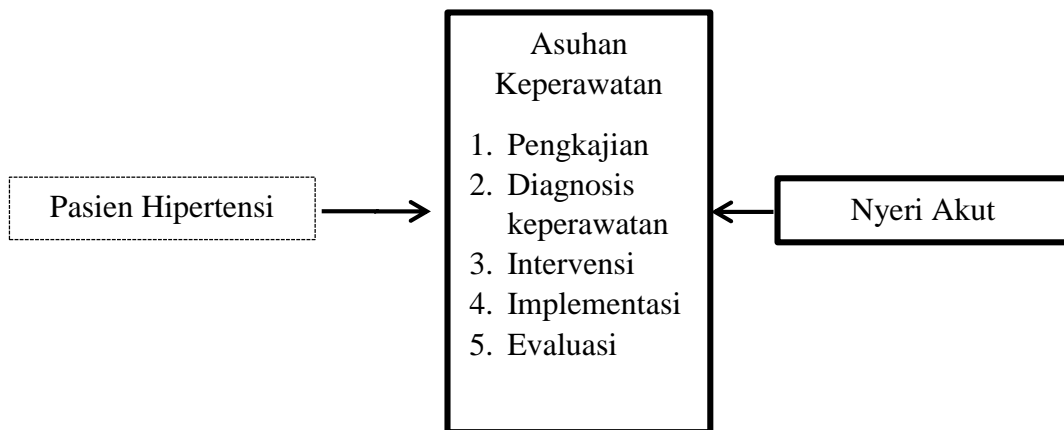 Pasien Hipertensi
Asuhan
Keperawatan
1. Pengkajian
2. Diagnosis
keperawatan
3. Intervensi
4. Implementasi
5. Evaluasi
Nyeri Akut